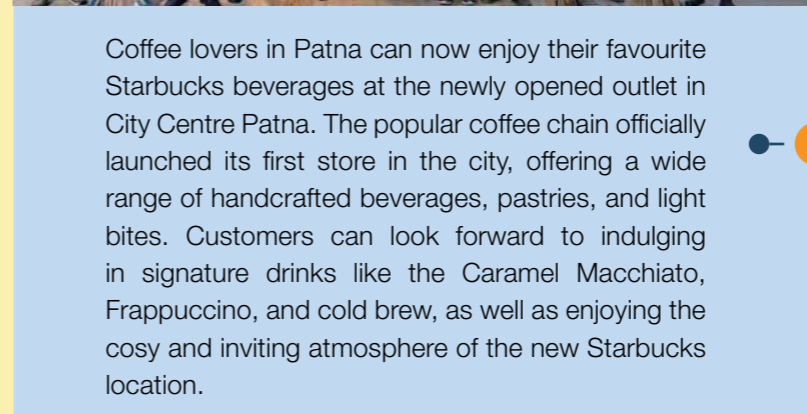 Coffee lovers in Patna can now enjoy their favourite
Starbucks beverages at the newly opened outlet in
City Centre Patna. The popular coffee chain officially
launched its first store in the city, offering a wide
range of handcrafted beverages, pastries, and light
bites. Customers can look forward to indulging
in signature drinks like the Caramel Macchiato,
Frappuccino, and cold brew, as well as enjoying the
cosy and inviting atmosphere of the new Starbucks
location.